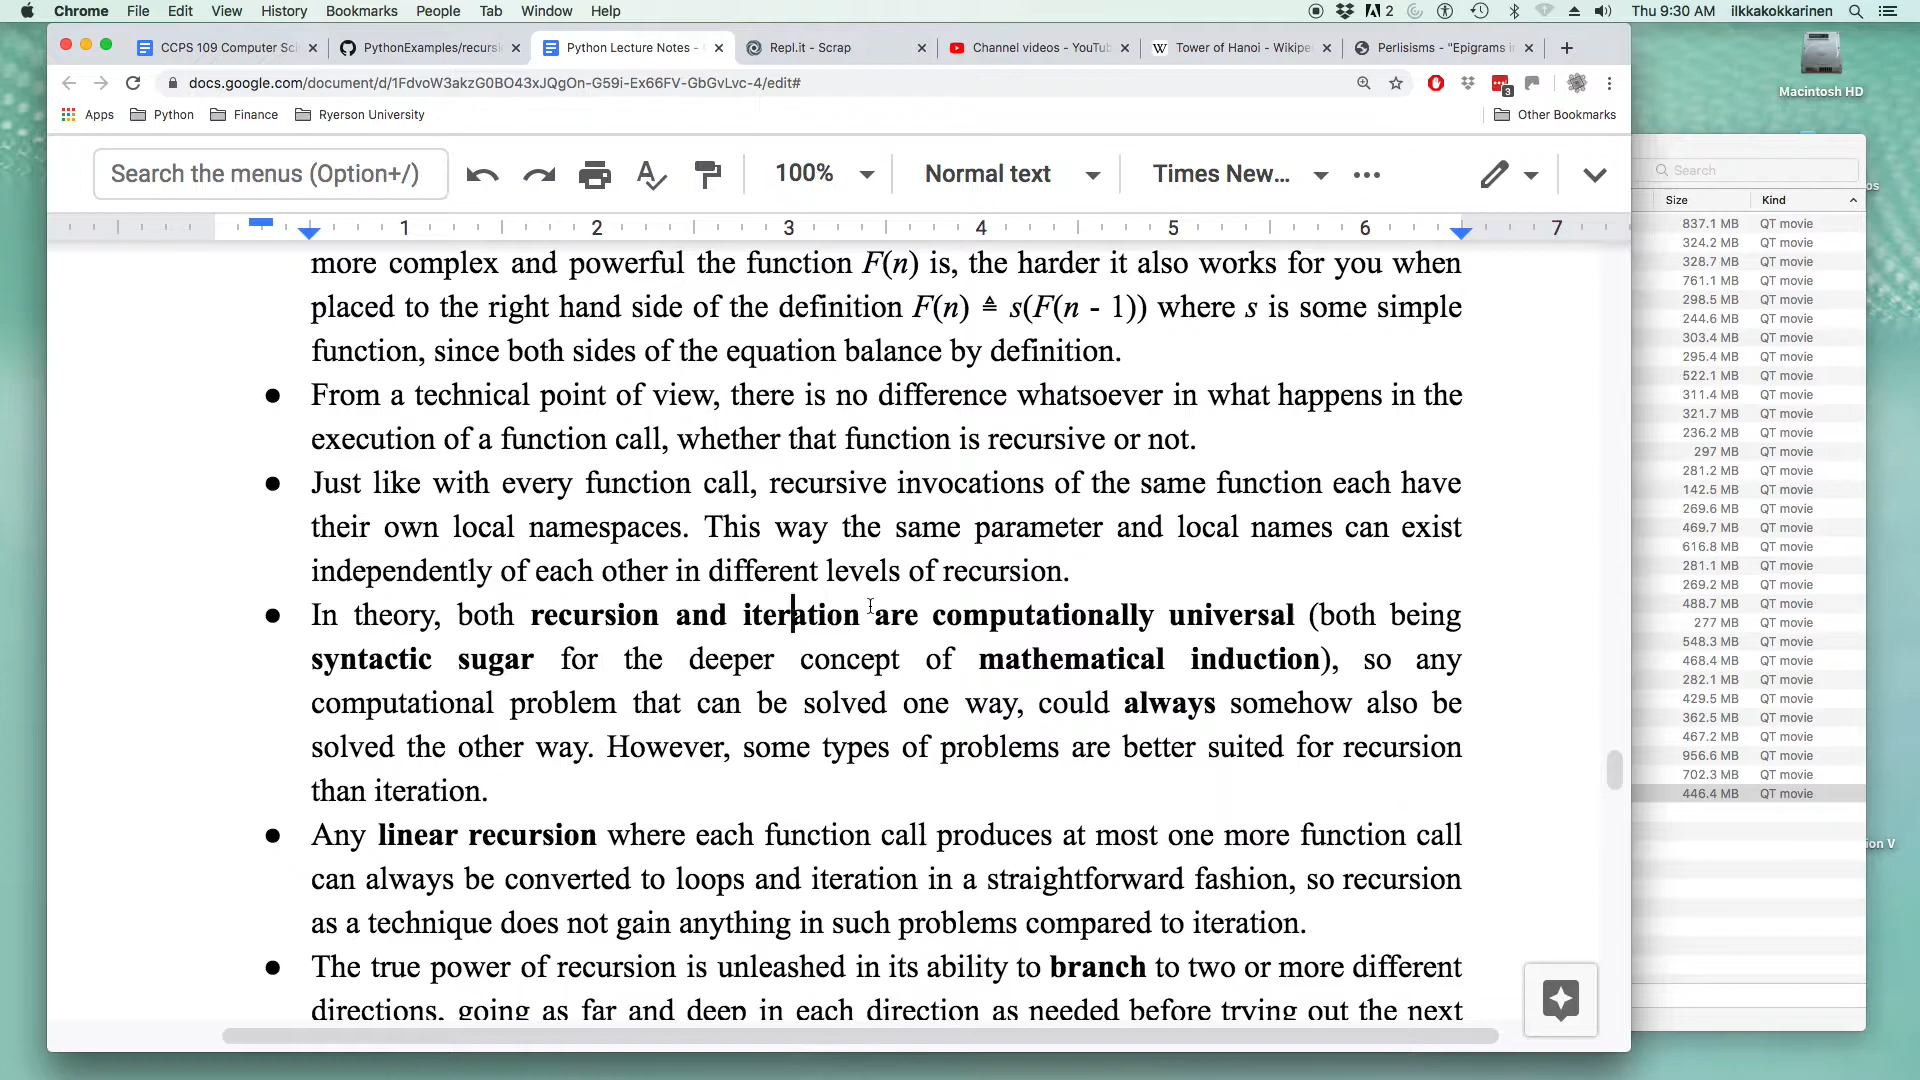 Chrome File Edit View History Bookmarks People Tab Window Help 2 Thu 9:30 AM ilkkakokkarinen
CCPS 109 Computer Sci PythonExamples/recursi Python Lecture Notes - Repl.it - Scrap Channel videos - YouTub Tower of Hanoi - Wikipe Perlisisms - "Epigrams in
docs.google.com/document/d/1FdvoW3akzG0BO43xJQgOn-G59i-Ex66FV-GbGvLvc-4/edit# 3
Apps Python Finance Ryerson University Other Bookmarks
Macintosh HD
Search the menus (Option+/) 100% Normal text Times New...
1 2 3 4 5 6 7
more complex and powerful the function F(n) is, the harder it also works for you when
placed to the right hand side of the definition F(n) ≜ s(F(n - 1)) where s is some simple
function, since both sides of the equation balance by definition.
● From a technical point of view, there is no difference whatsoever in what happens in the
execution of a function call, whether that function is recursive or not.
● Just like with every function call, recursive invocations of the same function each have
their own local namespaces. This way the same parameter and local names can exist
independently of each other in different levels of recursion.
● In theory, both recursion and iteration are computationally universal (both being
syntactic sugar for the deeper concept of mathematical induction), so any
computational problem that can be solved one way, could always somehow also be
solved the other way. However, some types of problems are better suited for recursion
than iteration.
● Any linear recursion where each function call produces at most one more function call
can always be converted to loops and iteration in a straightforward fashion, so recursion
as a technique does not gain anything in such problems compared to iteration.
● The true power of recursion is unleashed in its ability to branch to two or more different
directions, going as far and deep in each direction as needed before trying out the next
Search
os
Size Kind
837.1 MB QT movie
324.2 MB QT movie
328.7 MB QT movie
761.1 MB QT movie
298.5 MB QT movie
244.6 MB QT movie
303.4 MB QT movie
295.4 MB QT movie
522.1 MB QT movie
311.4 MB QT movie
321.7 MB QT movie
236.2 MB QT movie
297 MB QT movie
281.2 MB QT movie
142.5 MB QT movie
269.6 MB QT movie
469.7 MB QT movie
616.8 MB QT movie
281.1 MB QT movie
269.2 MB QT movie
488.7 MB QT movie
277 MB QT movie
548.3 MB QT movie
468.4 MB QT movie
282.1 MB QT movie
429.5 MB QT movie
362.5 MB QT movie
467.2 MB QT movie
956.6 MB QT movie
702.3 MB QT movie
446.4 MB QT movie
ion V